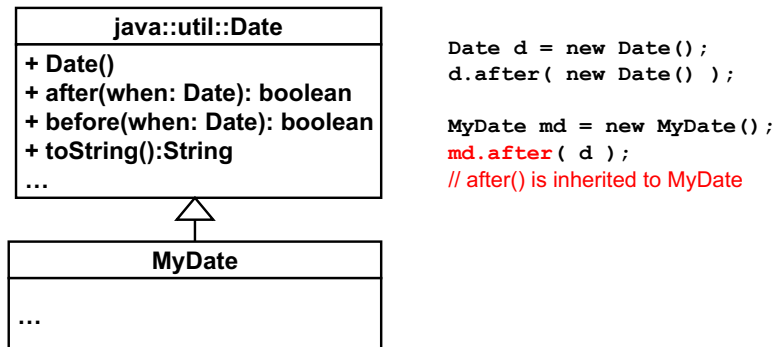 java::util::Date
+ Date()
+ after(when: Date): boolean
+ before(when: Date): boolean
+ toString():String
…
MyDate
…
Date d = new Date();
d.after( new Date() );
MyDate md = new MyDate();
md.after( d );
// after() is inherited to MyDate